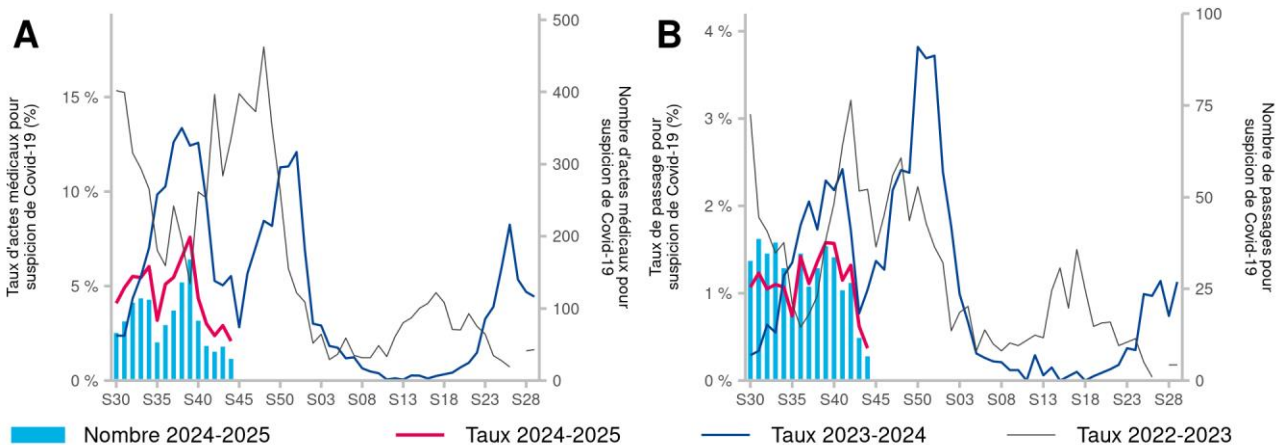 A
Taux d'actes médicaux pour
suspicion de Covid-19 (%)
15 %
10 %
5 %
0 %
500
400
300
200
100
0
Nombre d'actes médicaux pour
suspicion de Covid-19
S30 S35 S40 S45 S50 S03 S08 S13 S18 S23 S28
B
Taux de passage pour
suspicion de Covid-19 (%)
4 %
3 %
2 %
1 %
0 %
100
75
50
25
0
Nombre de passages pour
suspicion de Covid-19
S30 S35 S40 S45 S50 S03 S08 S13 S18 S23 S28
Nombre 2024-2025 Taux 2024-2025 Taux 2023-2024 Taux 2022-2023